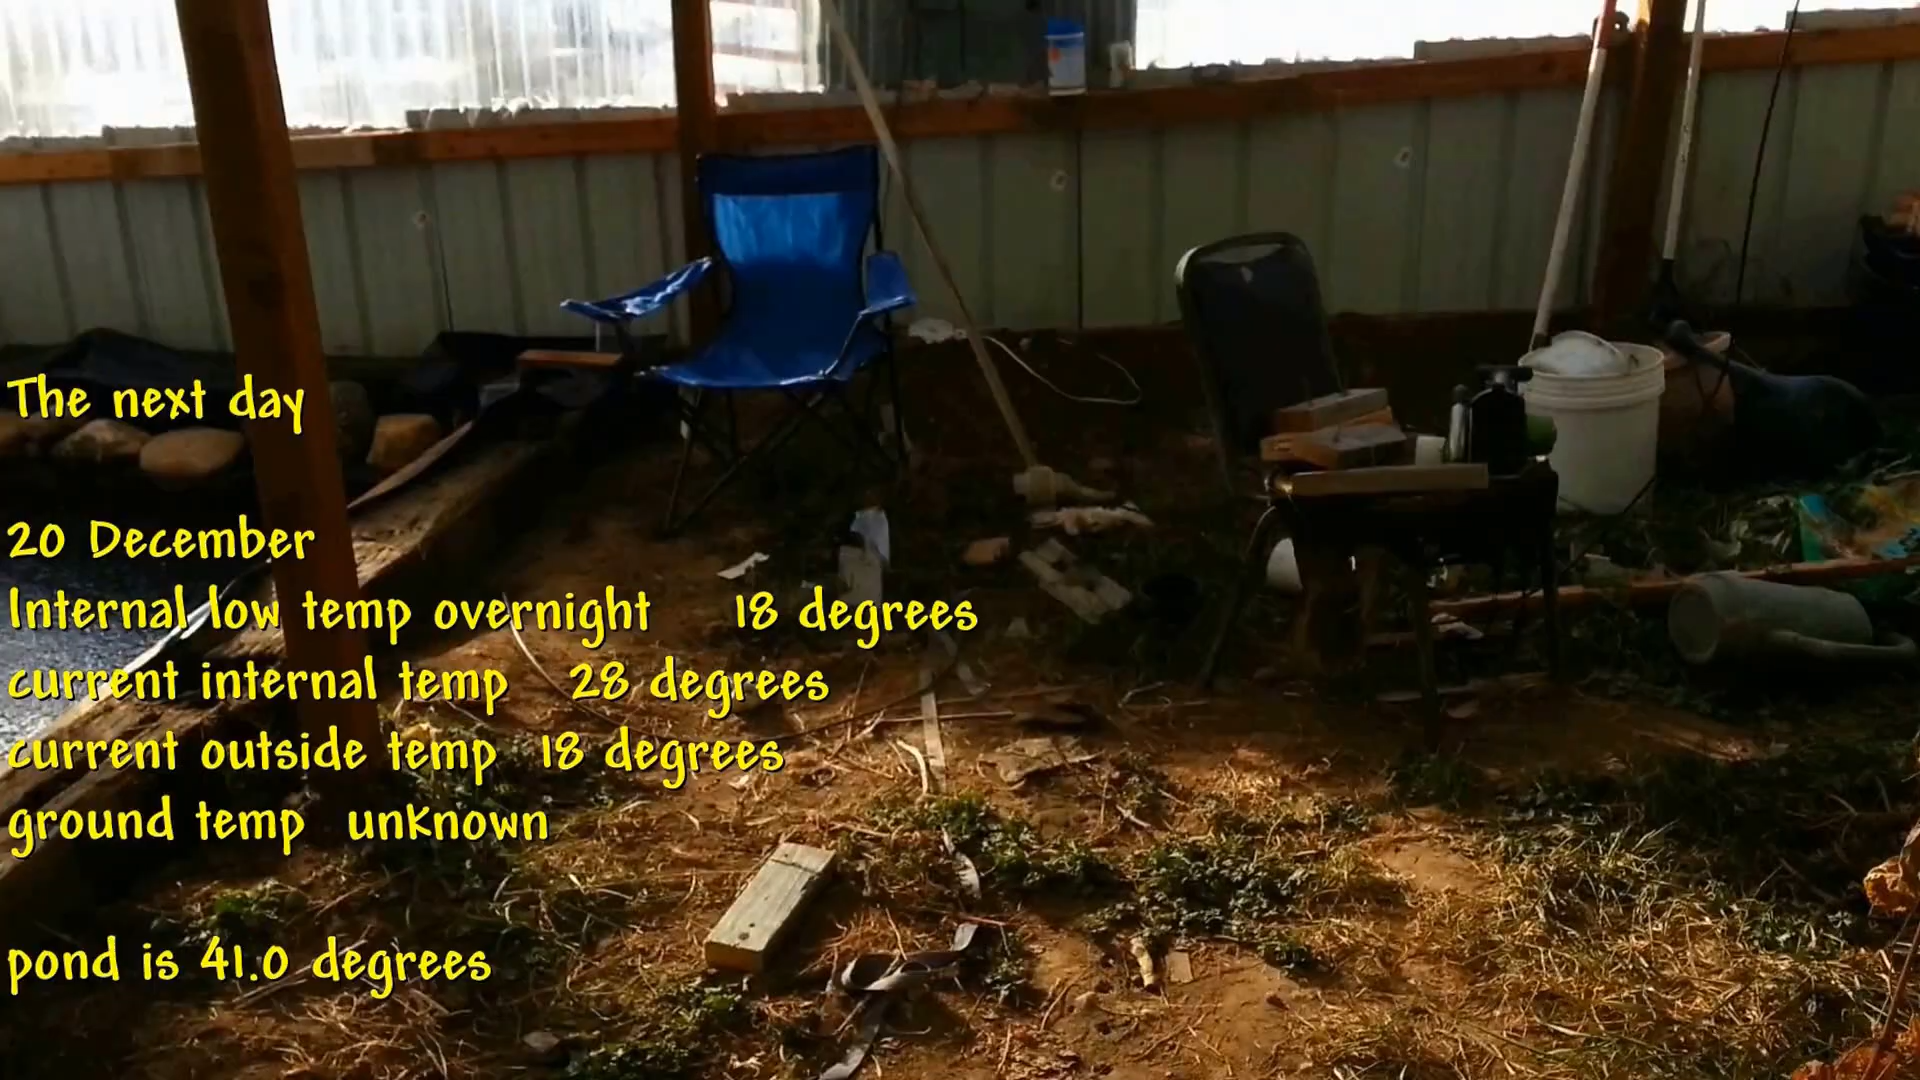 The next day
20 December
Internal low temp overnight 18 degrees
current internal temp 28 degrees
current outside temp 18 degrees
ground temp unknown
pond is 41.0 degrees